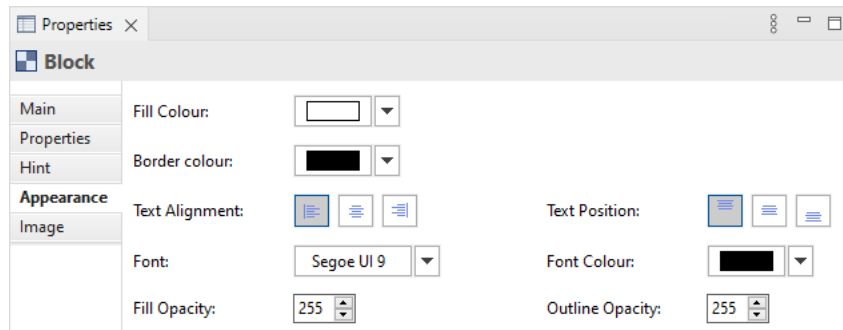 Properties
Block
Main
Properties
Hint
Appearance
Image
Fill Colour:
Border colour:
Text Alignment: Text Position:
Font: Segoe UI 9 Font Colour:
Fill Opacity: 255 Outline Opacity: 255